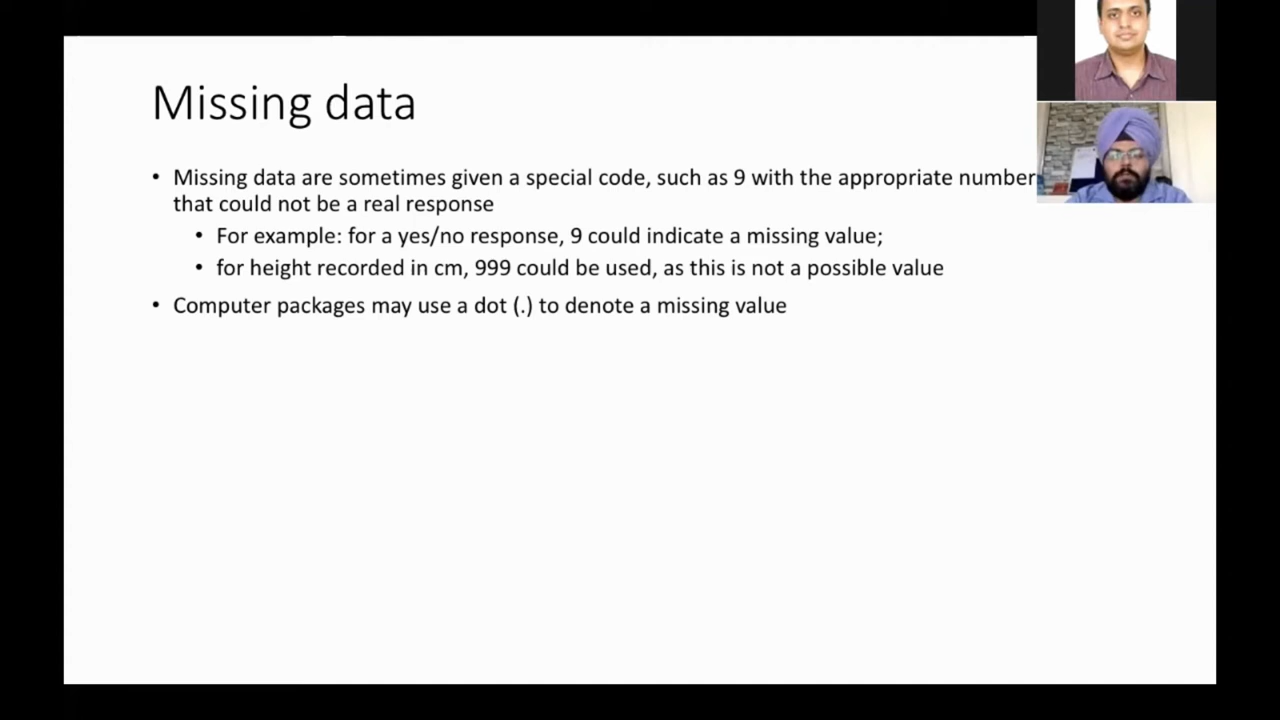 Missing data
• Missing data are sometimes given a special code, such as 9 with the appropriate number
that could not be a real response
• For example: for a yes/no response, 9 could indicate a missing value;
• for height recorded in cm, 999 could be used, as this is not a possible value
• Computer packages may use a dot (.) to denote a missing value